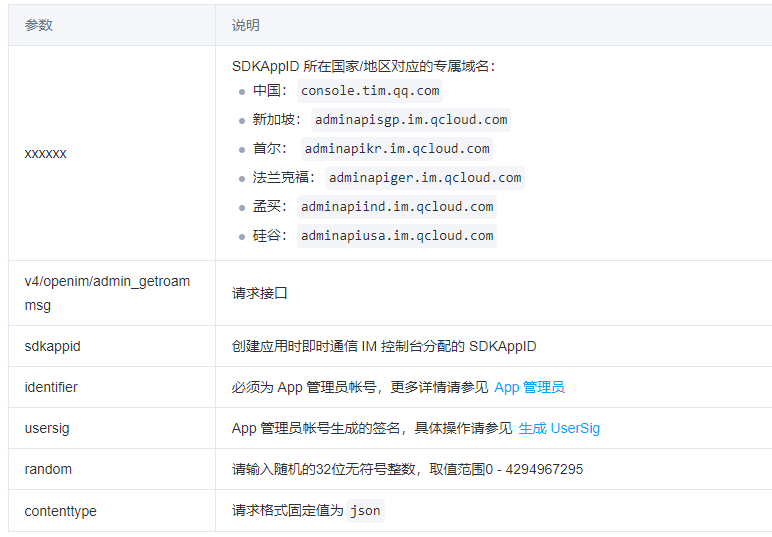 参数 说明
xxxxxx
SDKAppID 所在国家/地区对应的专属域名：
中国： console.tim.qq.com
新加坡： adminapisgp.im.qcloud.com
首尔： adminapikr.im.qcloud.com
法兰克福： adminapiger.im.qcloud.com
孟买： adminapiind.im.qcloud.com
硅谷： adminapiusa.im.qcloud.com
v4/openim/admin_getroam
msg
请求接口
sdkappid 创建应用时即时通信 IM 控制台分配的 SDKAppID
identifier 必须为 App 管理员帐号，更多详情请参见 App 管理员
usersig App 管理员帐号生成的签名，具体操作请参见 生成 UserSig
random 请输入随机的32位无符号整数，取值范围0 - 4294967295
contenttype 请求格式固定值为 json